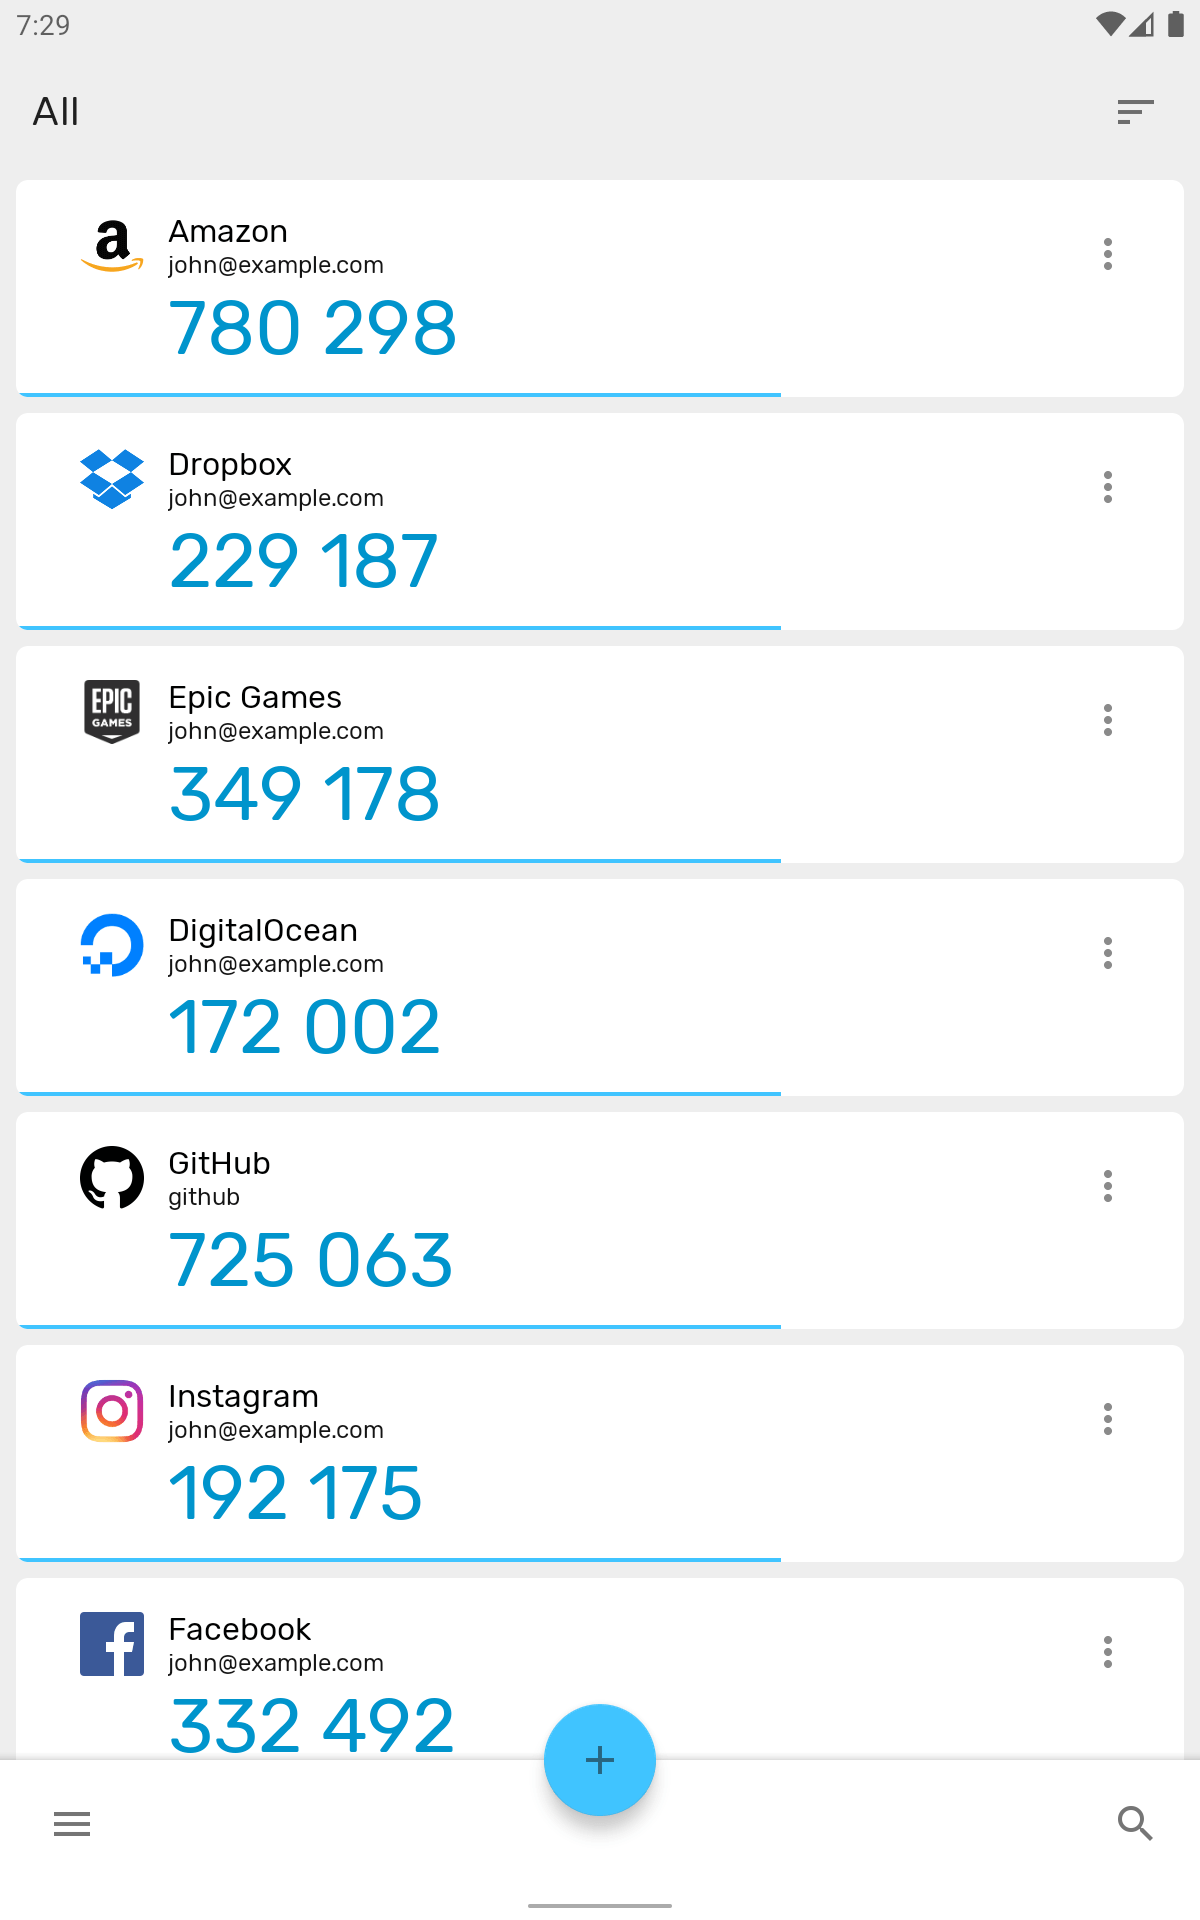 7:29
All
a
Amazon
john@example.com
780 298
Dropbox
john@example.com
229 187
EPIC
GAMES
Epic Games
john@example.com
349 178
DigitalOcean
john@example.com
172 002
GitHub
github
725 063
Instagram
john@example.com
192 175
f
Facebook
john@example.com
332 492